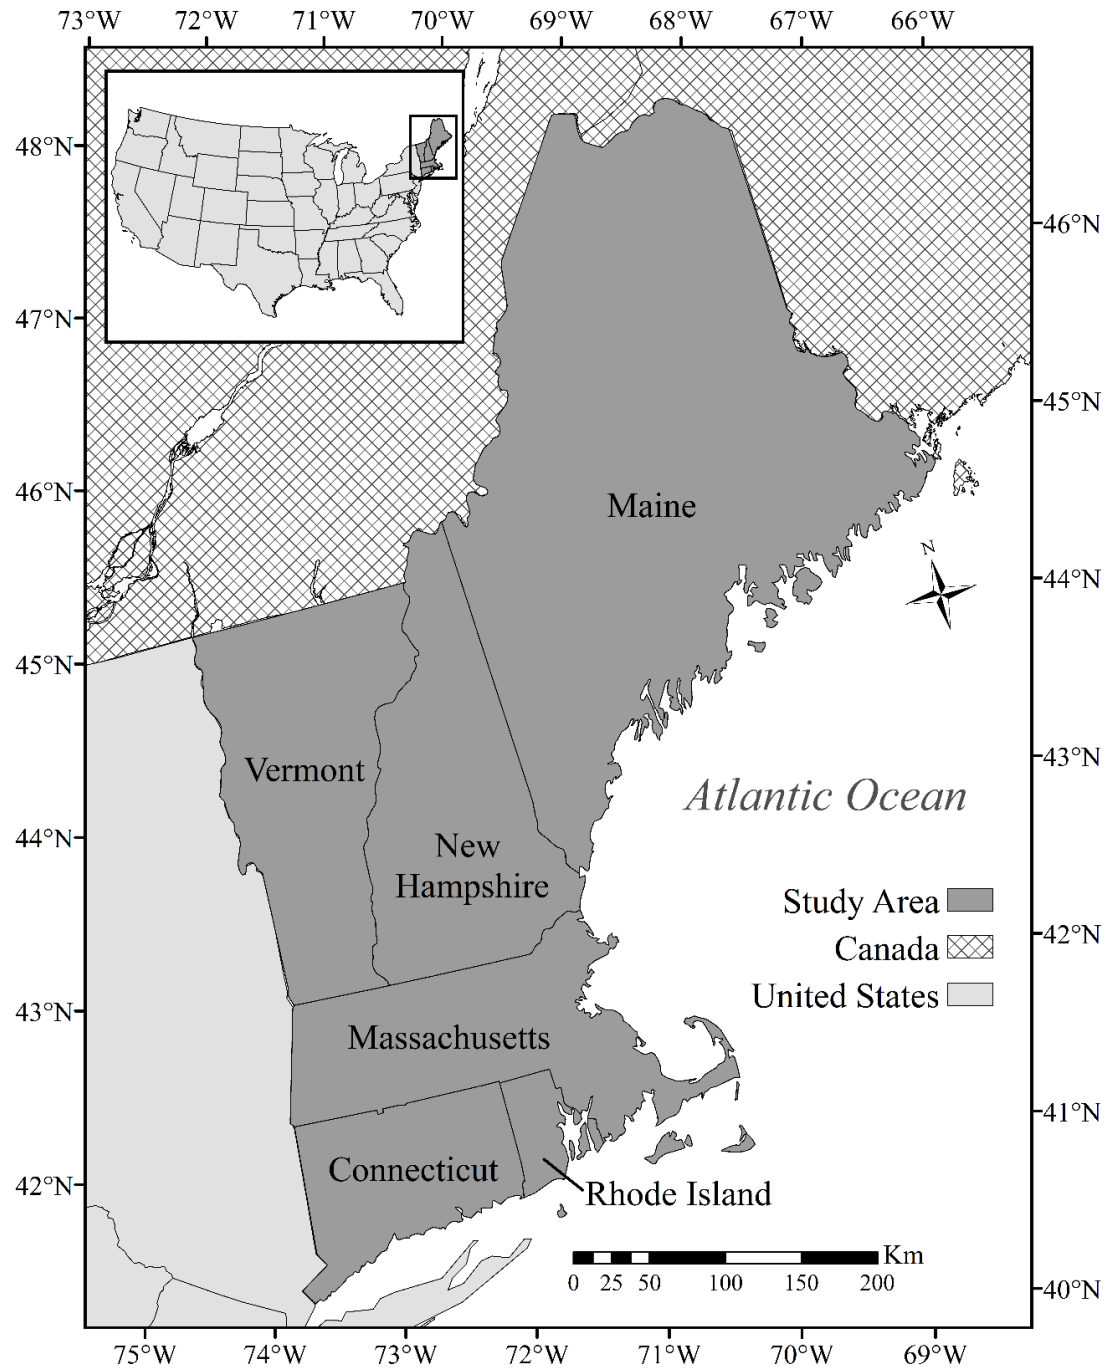 73°W 72°W 71°W 70°W 69°W 68°W 67°W 66°W
48°N
46°N
47°N
45°N
46°N
Maine
N
44°N
45°N
43°N
Vermont
Atlantic Ocean
44°N
New
Hampshire
Study Area
42°N
Canada
United States
43°N
Massachusetts
41°N
Connecticut
42°N
Rhode Island
Km
0 25 50 100 150 200
40°N
75°W 74°W 73°W 72°W 71°W 70°W 69°W